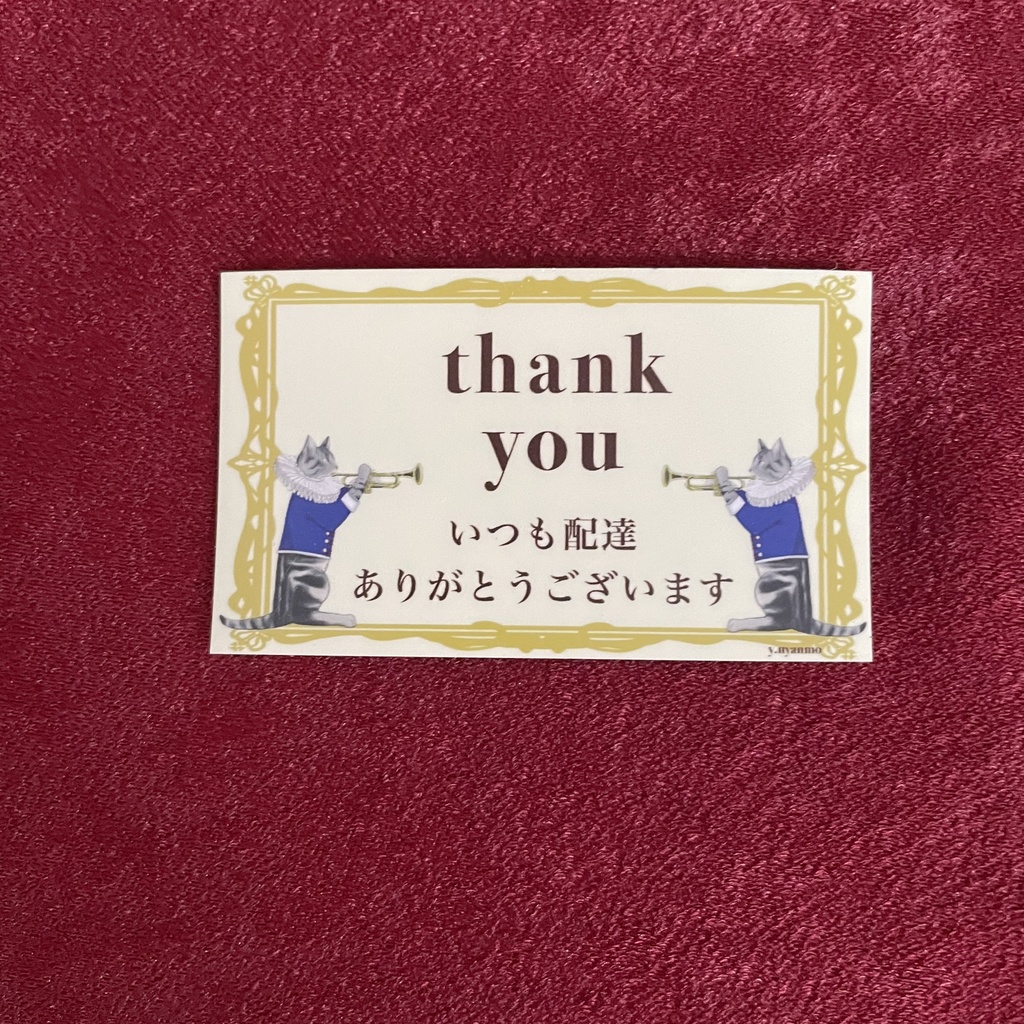 thank
you
いつも配達
ありがとうございます
y.nyanmo